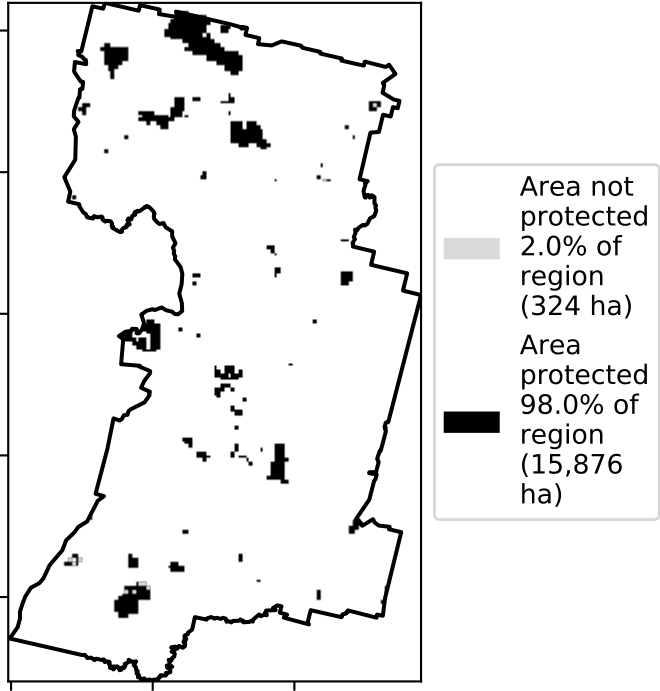 Area not
protected
2.0% of
region
(324 ha)
Area
protected
98.0% of
region
(15,876
ha)